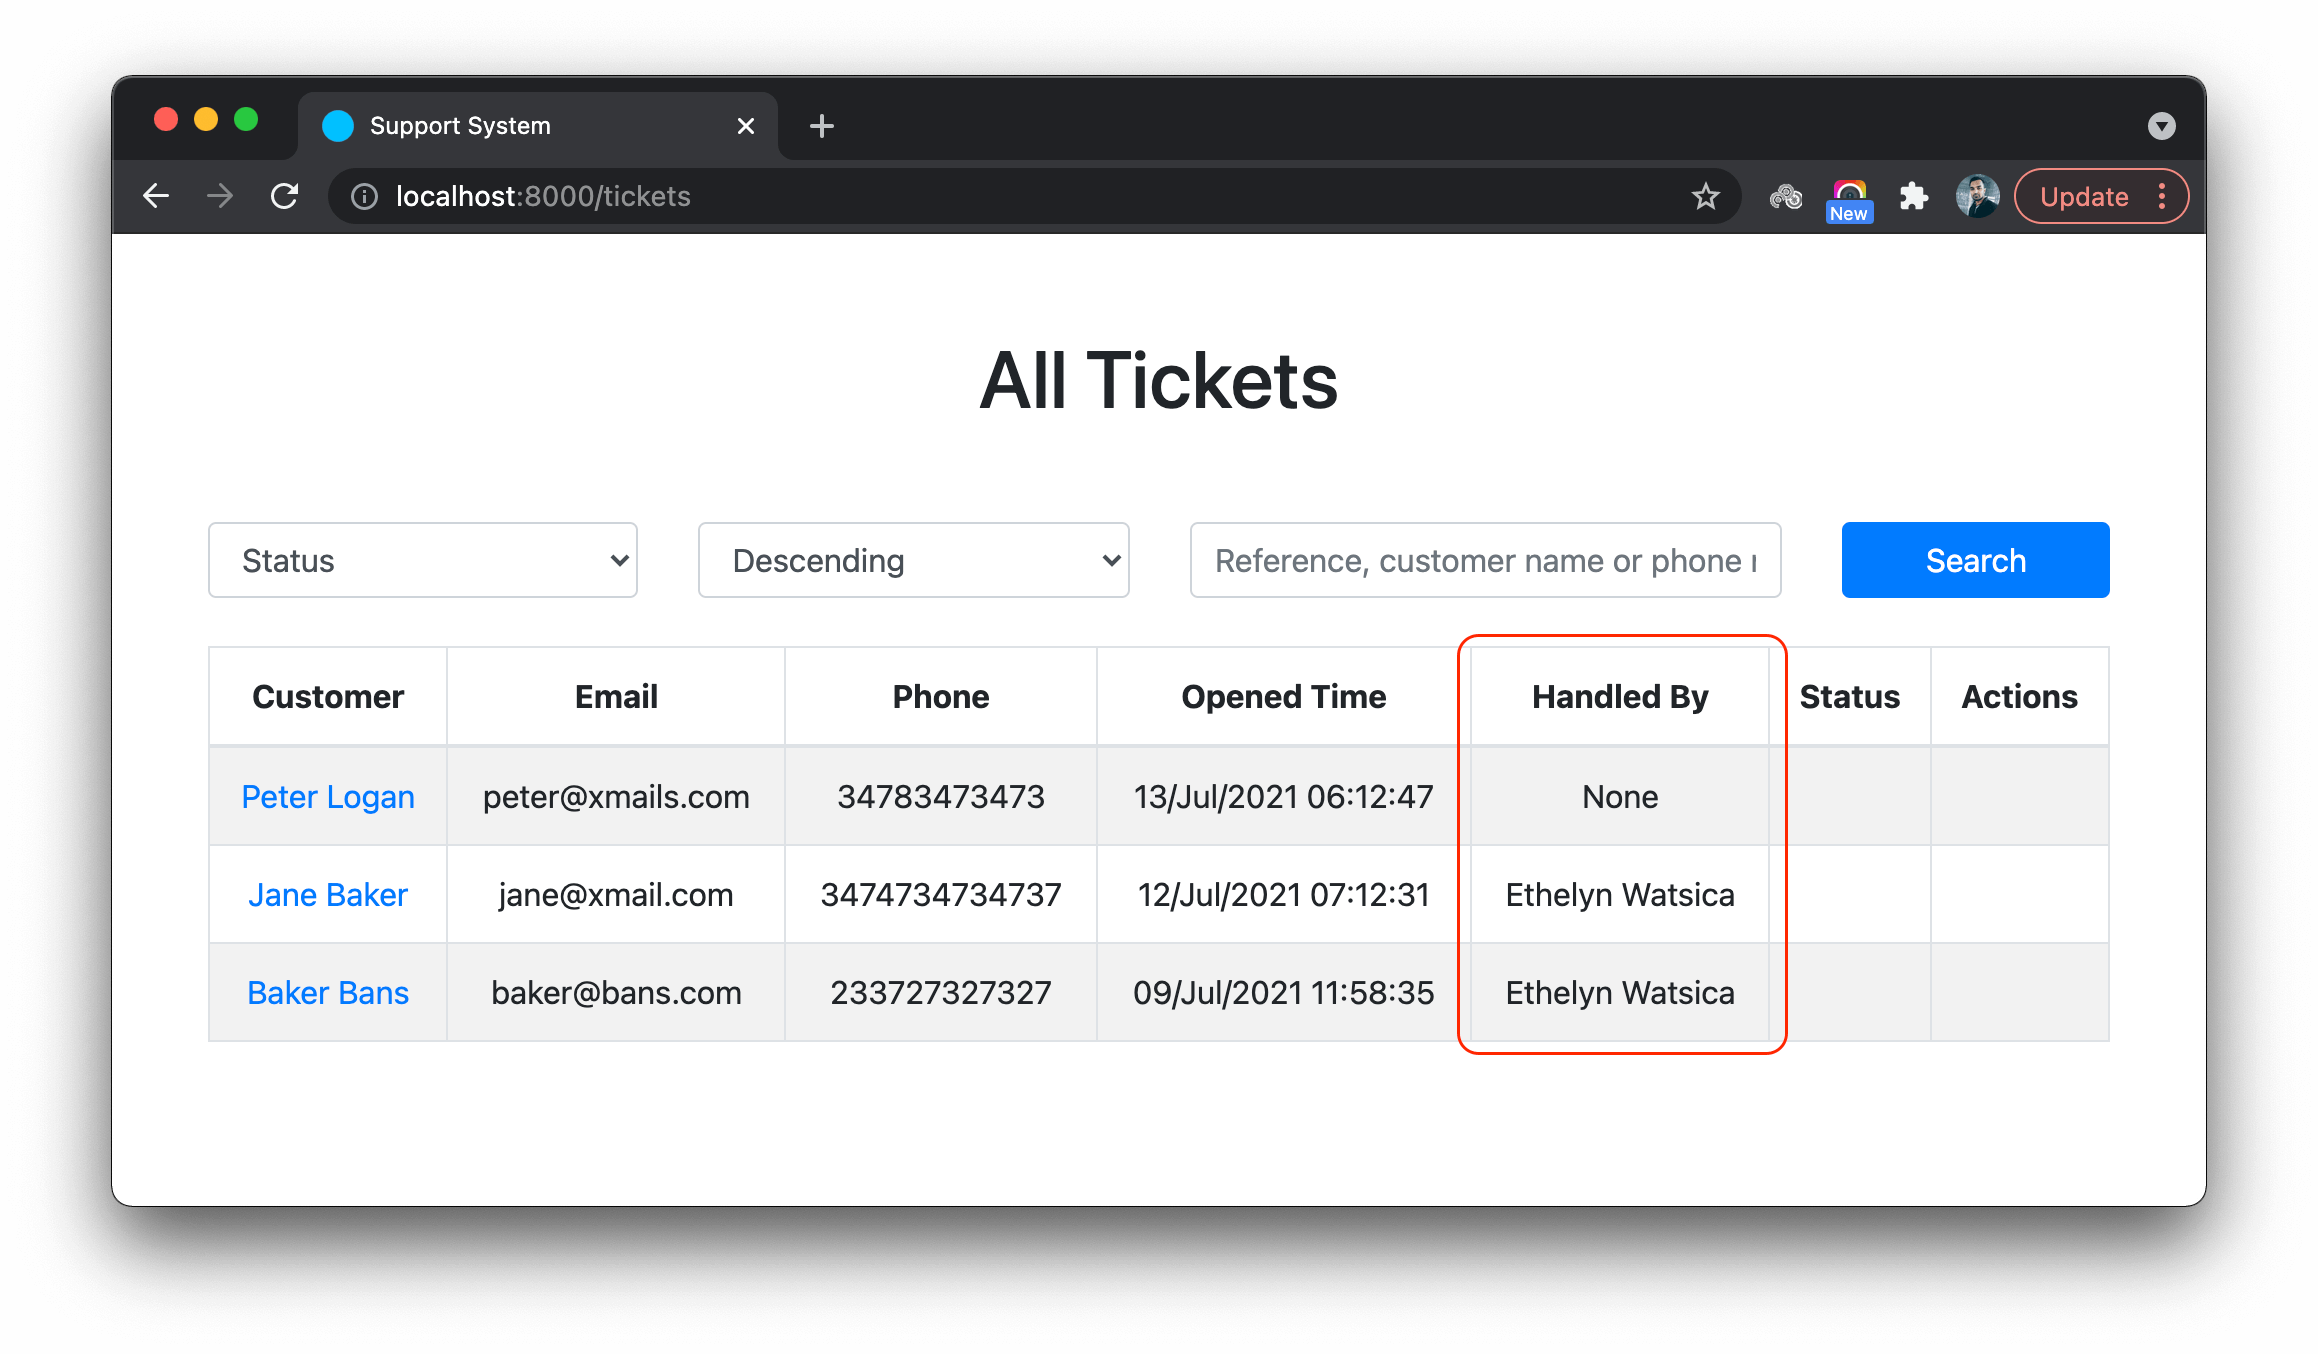 Support System
localhost:8000/tickets
New
Update
All Tickets
Status Descending Reference, customer name or phone Search
Customer Email Phone Opened Time Handled By Status Actions
Peter Logan peter@xmails.com 34783473473 13/Jul/2021 06:12:47 None
Jane Baker jane@xmail.com 3474734734737 12/Jul/2021 07:12:31 Ethelyn Watsica
Baker Bans baker@bans.com 233727327327 09/Jul/2021 11:58:35 Ethelyn Watsica